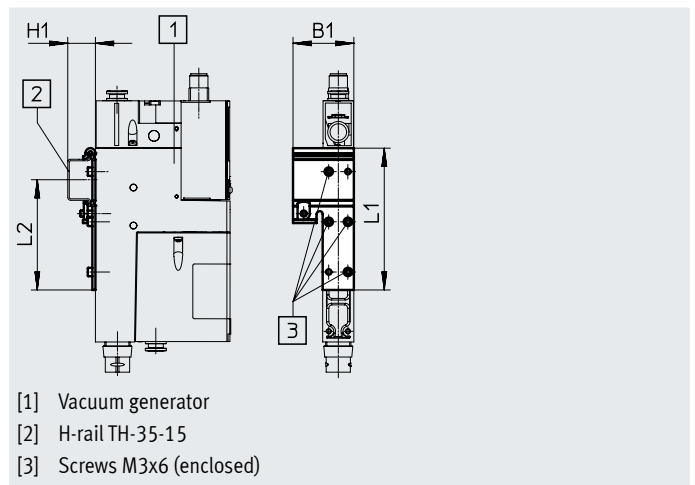 H1
1
B1
2
L2
L1
3
[1] Vacuum generator
[2] H-rail TH-35-15
[3] Screws M3x6 (enclosed)